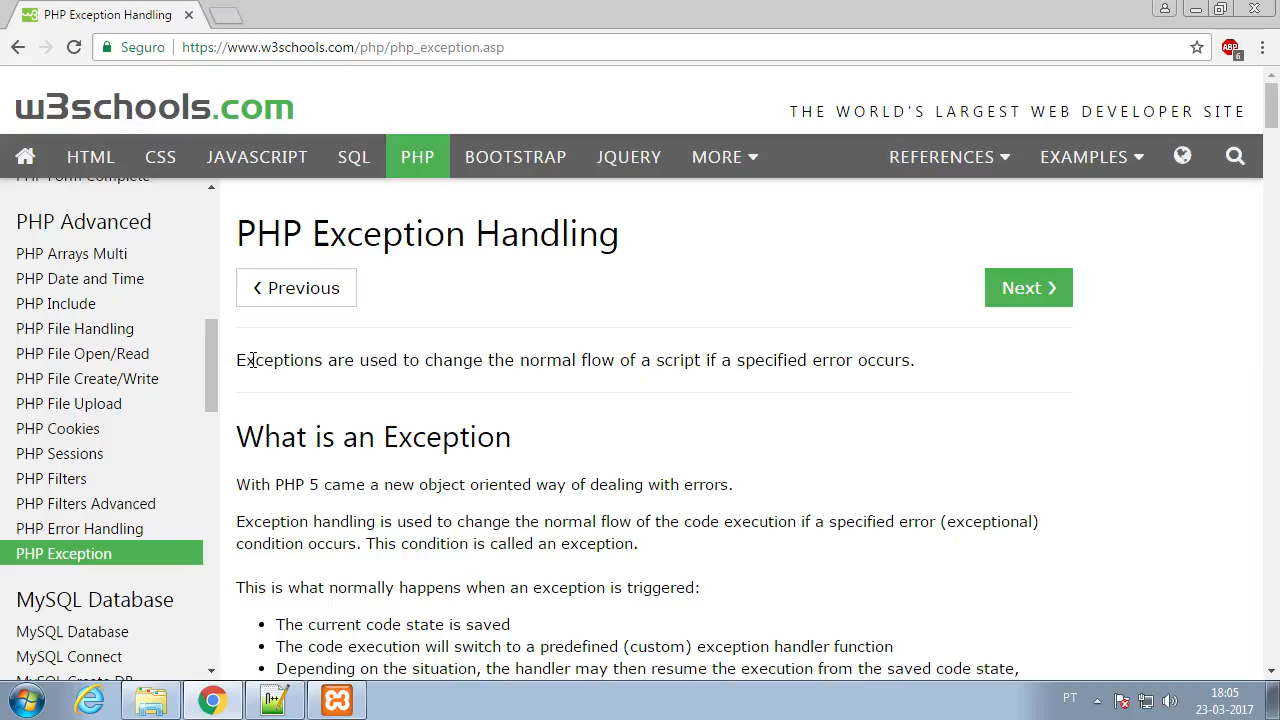 PHP Exception Handling
Seguro
https://www.w3schools.com/php/php_exception.asp
ABP
6
w3schools.com
THE WORLD'S LARGEST WEB DEVELOPER SITE
HTML CSS JAVASCRIPT SQL PHP BOOTSTRAP JQUERY MORE REFERENCES EXAMPLES
PHP Form Complete
PHP Advanced
PHP Arrays Multi
PHP Date and Time
PHP Include
PHP File Handling
PHP File Open/Read
PHP File Create/Write
PHP File Upload
PHP Cookies
PHP Sessions
PHP Filters
PHP Filters Advanced
PHP Error Handling
PHP Exception
MySQL Database
MySQL Database
MySQL Connect
MySQL Create DB
PHP Exception Handling
❮ Previous
Next ❯
Exceptions are used to change the normal flow of a script if a specified error occurs.
What is an Exception
With PHP 5 came a new object oriented way of dealing with errors.
Exception handling is used to change the normal flow of the code execution if a specified error (exceptional)
condition occurs. This condition is called an exception.
This is what normally happens when an exception is triggered:
• The current code state is saved
• The code execution will switch to a predefined (custom) exception handler function
• Depending on the situation, the handler may then resume the execution from the saved code state,
PT
18:05
23-03-2017